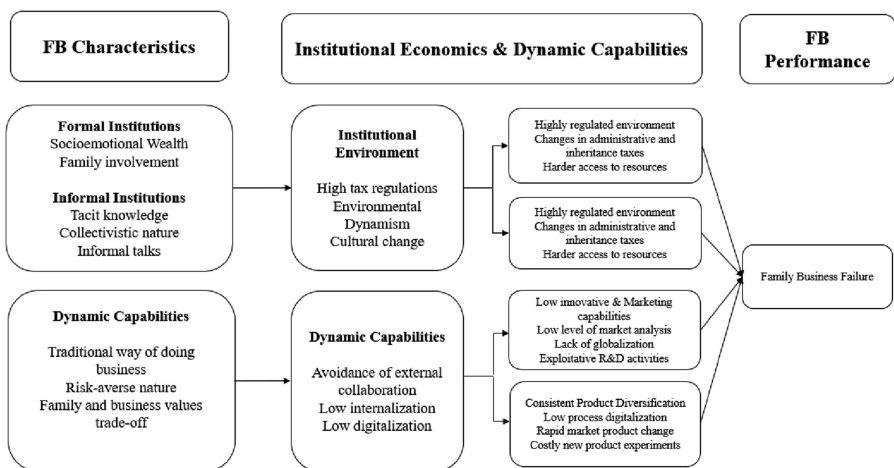 FB Characteristics
Institutional Economics & Dynamic Capabilities
FB
Performance
Formal Institutions
Socioemotional Wealth
Family involvement
Informal Institutions
Tacit knowledge
Collectivistic nature
Informal talks
Institutional
Environment
High tax regulations
Environmental
Dynamism
Cultural change
Highly regulated environment
Changes in administrative and
inheritance taxes
Harder access to resources
Highly regulated environment
Changes in administrative and
inheritance taxes
Harder access to resources
Family Business Failure
Dynamic Capabilities
Traditional way of doing
business
Risk-averse nature
Family and business values
trade-off
Dynamic Capabilities
Avoidance of external
collaboration
Low internalization
Low digitalization
Low innovative & Marketing
capabilities
Low level of market analysis
Lack of globalization
Exploitative R&D activities
Consistent Product Diversification
Low process digitalization
Rapid market product change
Costly new product experiments